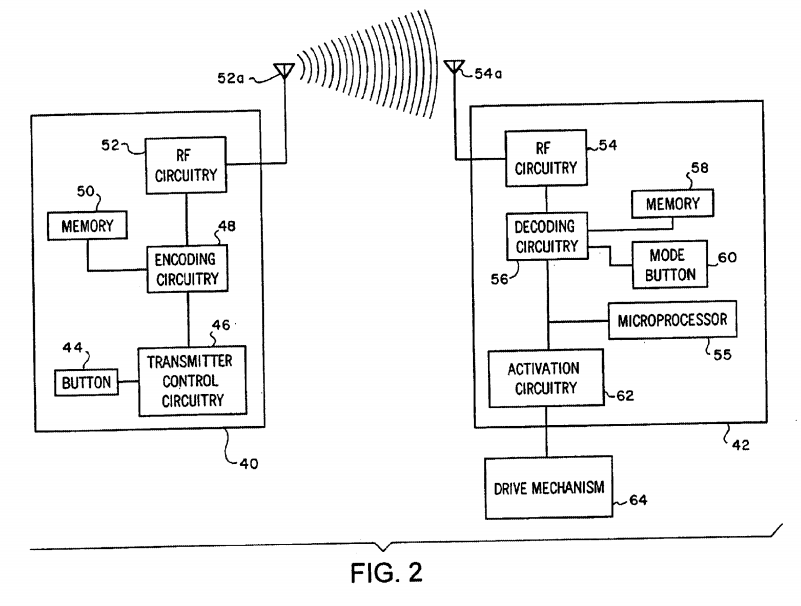 52a
54a
52
RF
CIRCUITRY
50
MEMORY
48
ENCODING
CIRCUITRY
46
44
BUTTON
TRANSMITTER
CONTROL
CIRCUITRY
40
RF
CIRCUITRY
54
58
MEMORY
DECODING
CIRCUITRY
56
MODE
BUTTON
60
MICROPROCESSOR
55
ACTIVATION
CIRCUITRY
62
42
DRIVE MECHANISM
64
FIG. 2